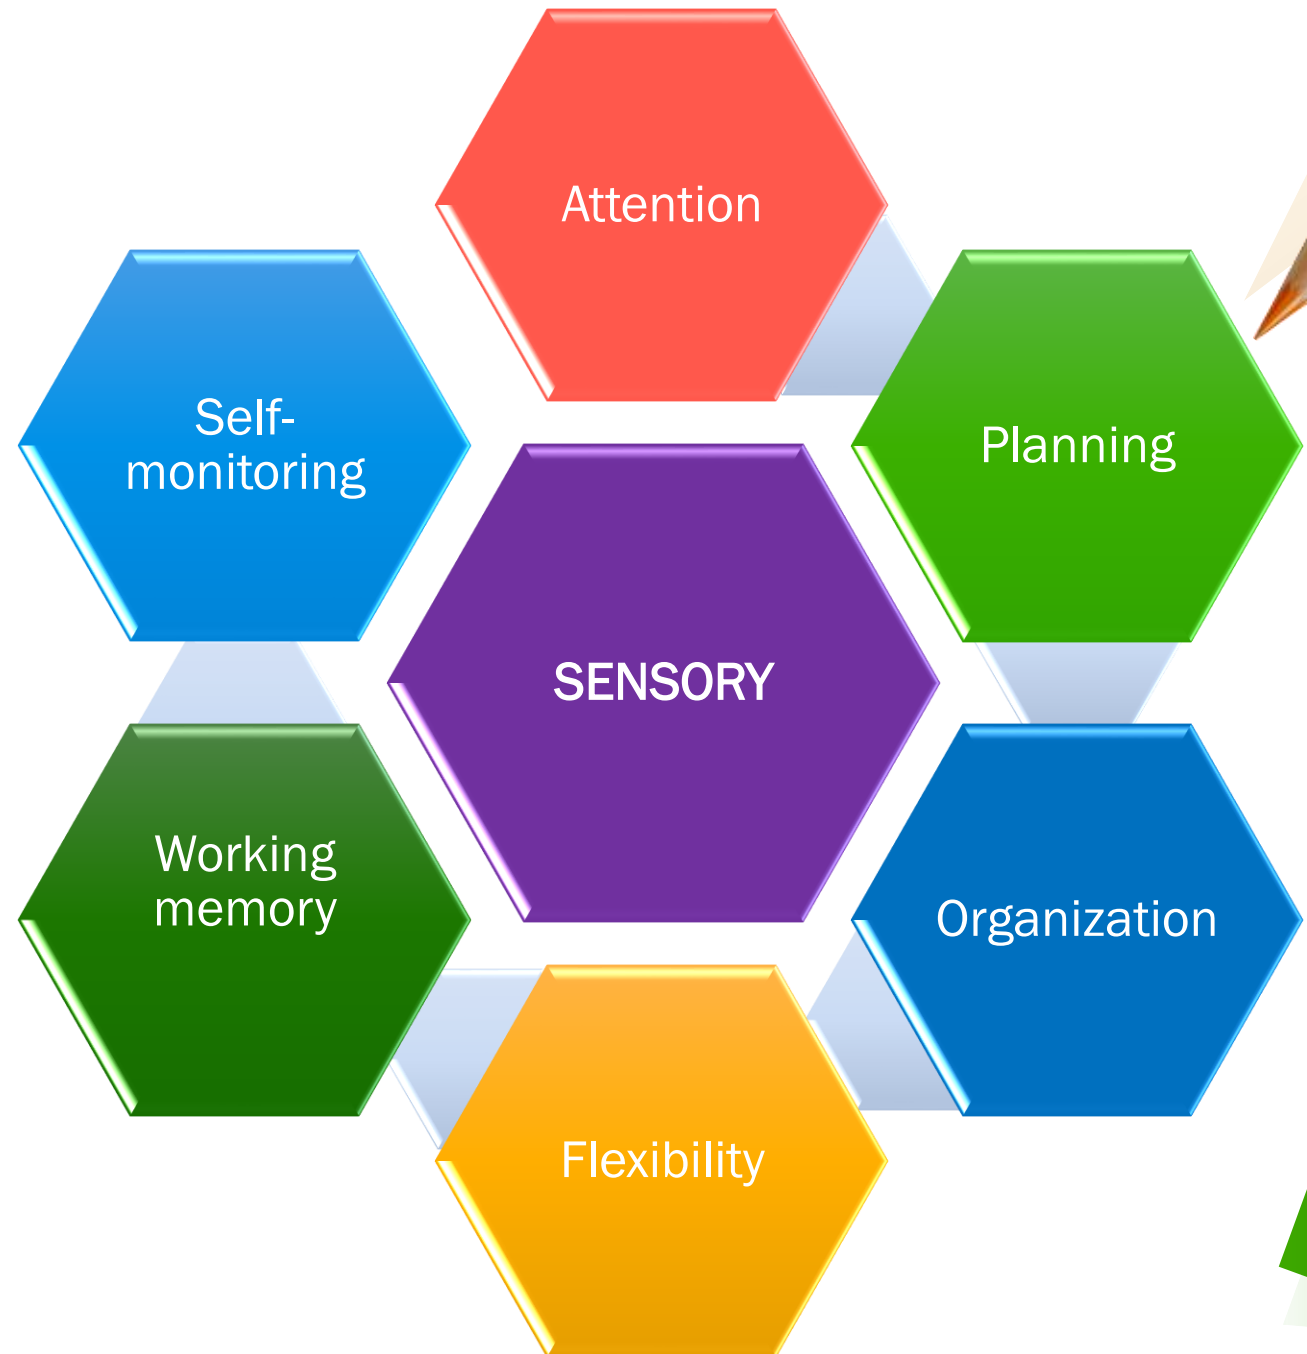 Attention
Planning
Self-
monitoring
SENSORY
Working
memory
Organization
Flexibility